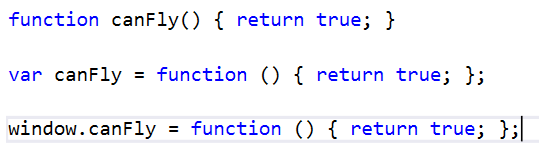 function canFly() { return true; }
var canFly = function () { return true; };
window.canFly = function () { return true; };